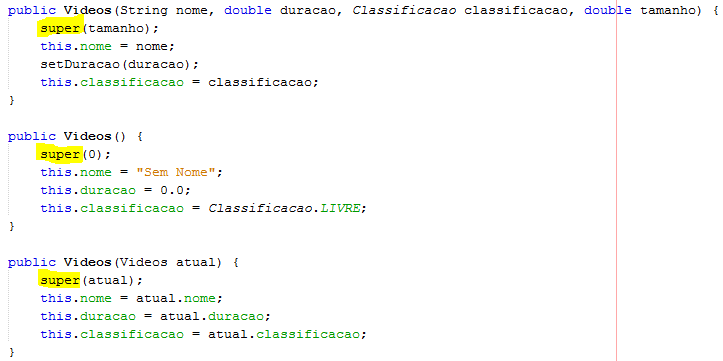 public Videos(String nome, double duracao, Classificacao classificacao, double tamanho) {
super(tamanho);
this.nome = nome;
setDuracao(duracao);
this.classificacao = classificacao;
}
public Videos() {
super(0);
this.nome = "Sem Nome";
this.duracao = 0.0;
this.classificacao = Classificacao.LIVRE;
}
public Videos(Videos atual) {
super(atual);
this.nome = atual.nome;
this.duracao = atual.duracao;
this.classificacao = atual.classificacao;
}